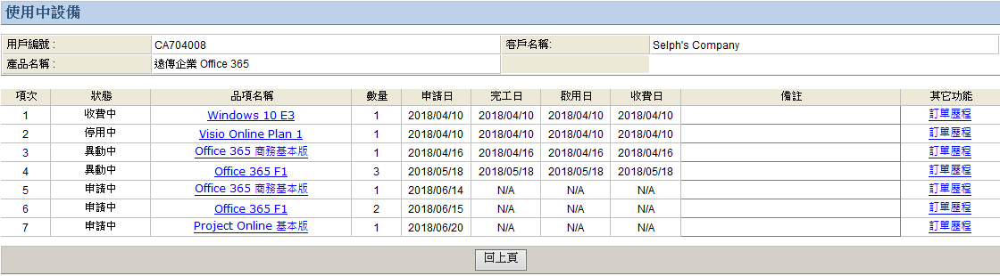 使用中設備
用戶編號 : CA704008 客戶名稱: Selph's Company
產品名稱 : 遠傳企業 Office 365
項次 狀態 品項名稱 數量 申請日 完工日 啟用日 收費日 備註 其它功能
1 收費中 Windows 10 E3 1 2018/04/10 2018/04/10 2018/04/10 2018/04/10 訂單歷程
2 停用中 Visio Online Plan 1 1 2018/04/10 2018/04/10 2018/04/10 2018/04/10 訂單歷程
3 異動中 Office 365 商務基本版 1 2018/04/16 2018/04/16 2018/04/16 2018/04/16 訂單歷程
4 異動中 Office 365 F1 3 2018/05/18 2018/05/18 2018/05/18 2018/05/18 訂單歷程
5 申請中 Office 365 商務基本版 1 2018/06/14 N/A N/A N/A 訂單歷程
6 申請中 Office 365 F1 2 2018/06/15 N/A N/A N/A 訂單歷程
7 申請中 Project Online 基本版 1 2018/06/20 N/A N/A N/A 訂單歷程
回上頁